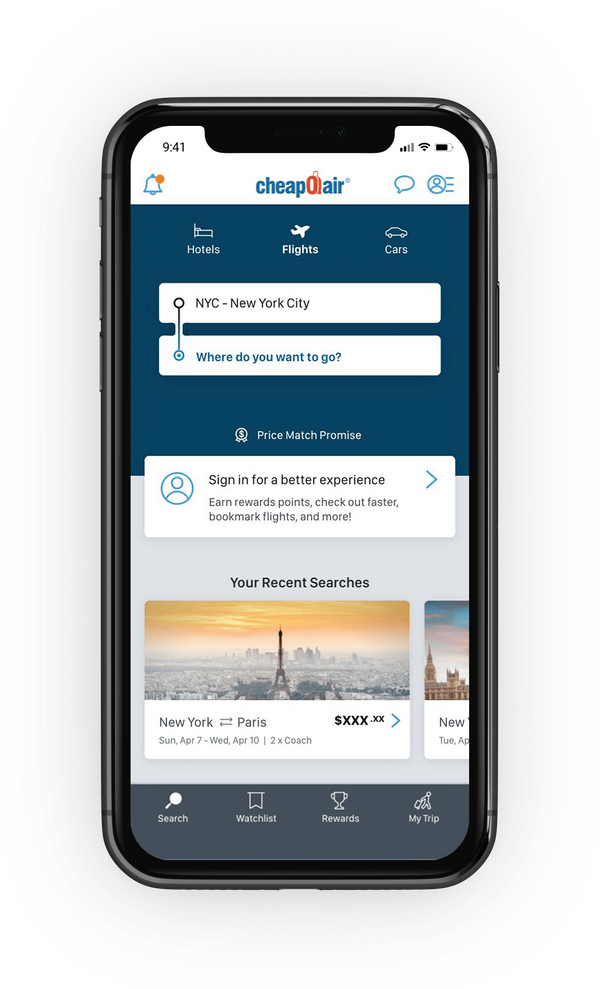 9:41
cheapOair®
Hotels
Flights
Cars
NYC - New York City
Where do you want to go?
Price Match Promise
Sign in for a better experience
Earn rewards points, check out faster,
bookmark flights, and more!
Your Recent Searches
New York ⇄ Paris
$XXX.XX
Sun, Apr 7 - Wed, Apr 10 | 2 x Coach
New Y
Tue, Ap
Search
Watchlist
Rewards
My Trip